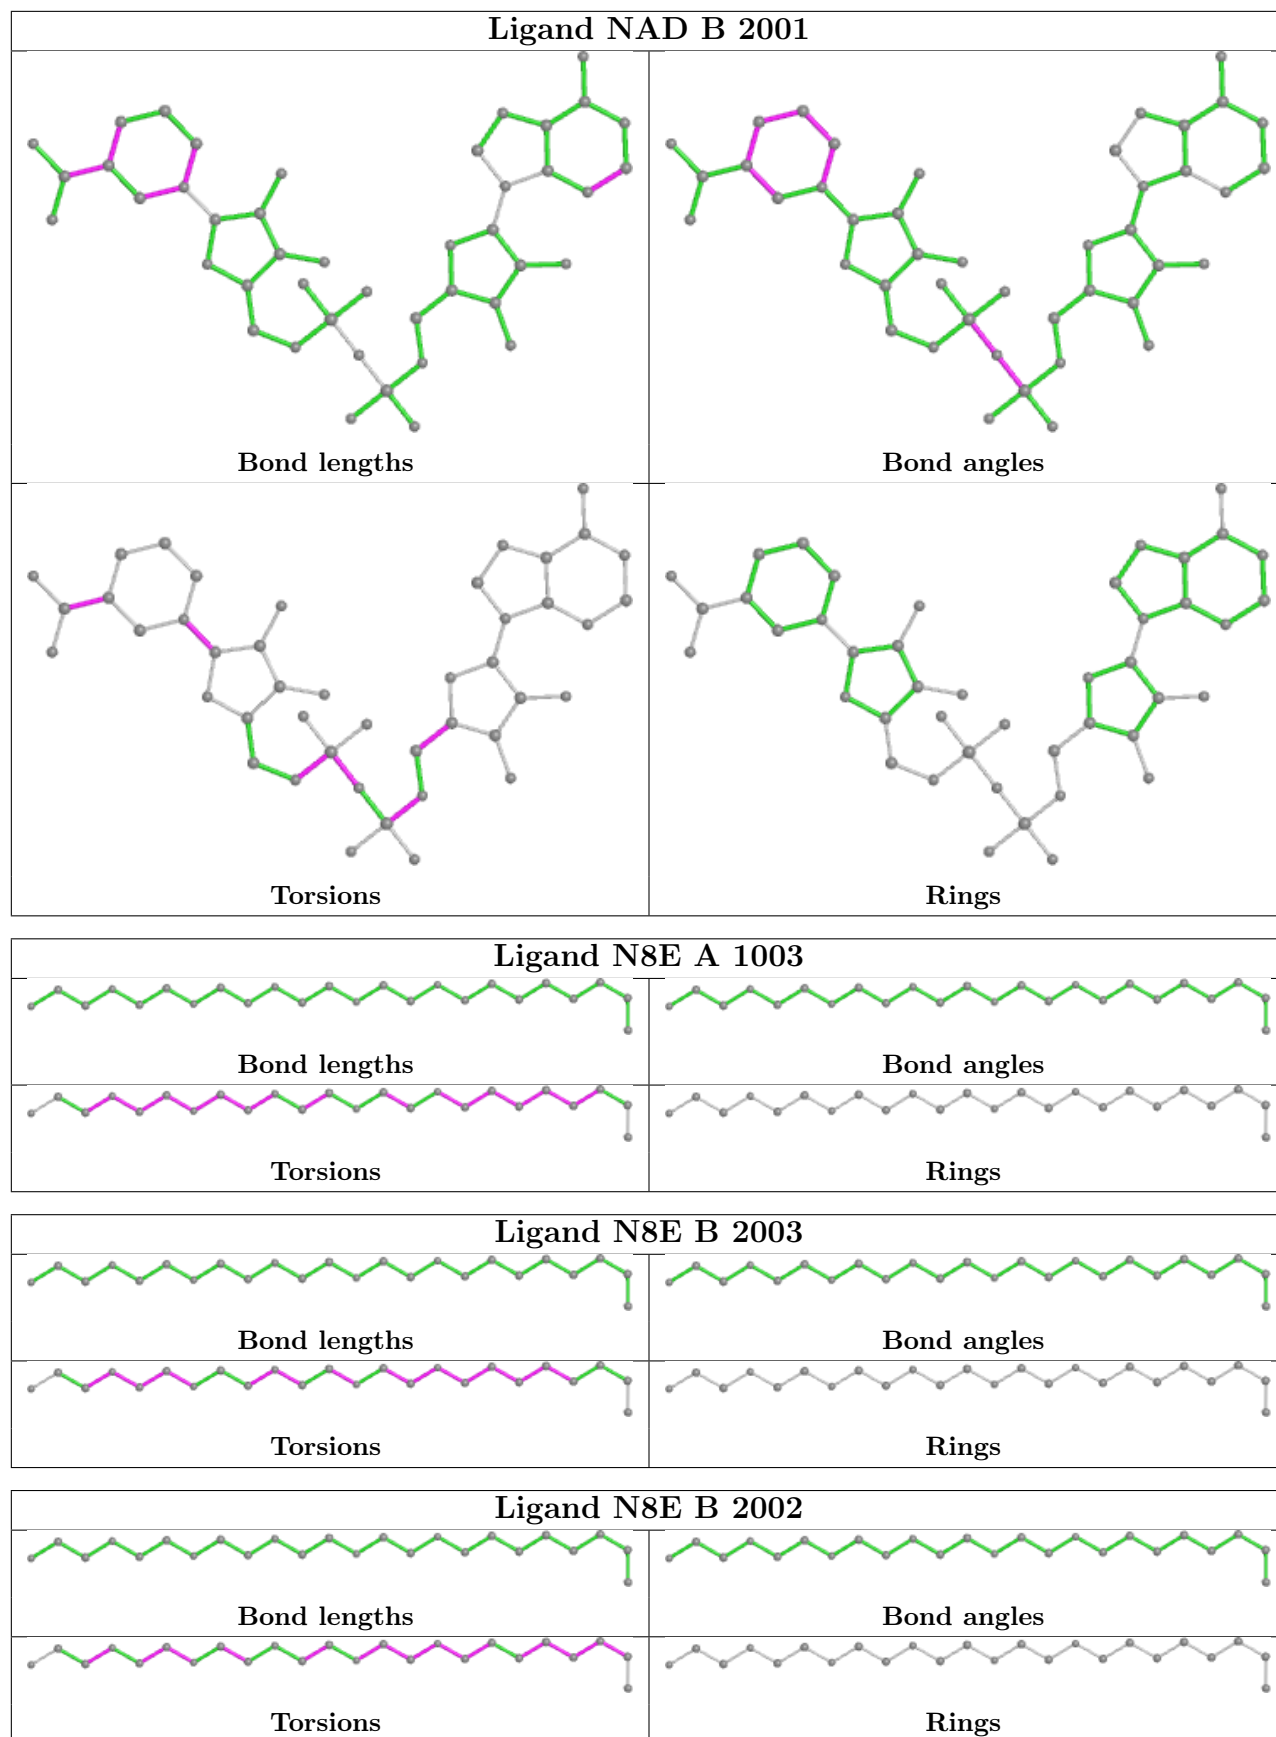 Ligand NAD B 2001
Bond lengths Bond angles
Torsions Rings
Ligand N8E A 1003
Bond lengths Bond angles
Torsions Rings
Ligand N8E B 2003
Bond lengths Bond angles
Torsions Rings
Ligand N8E B 2002
Bond lengths Bond angles
Torsions Rings